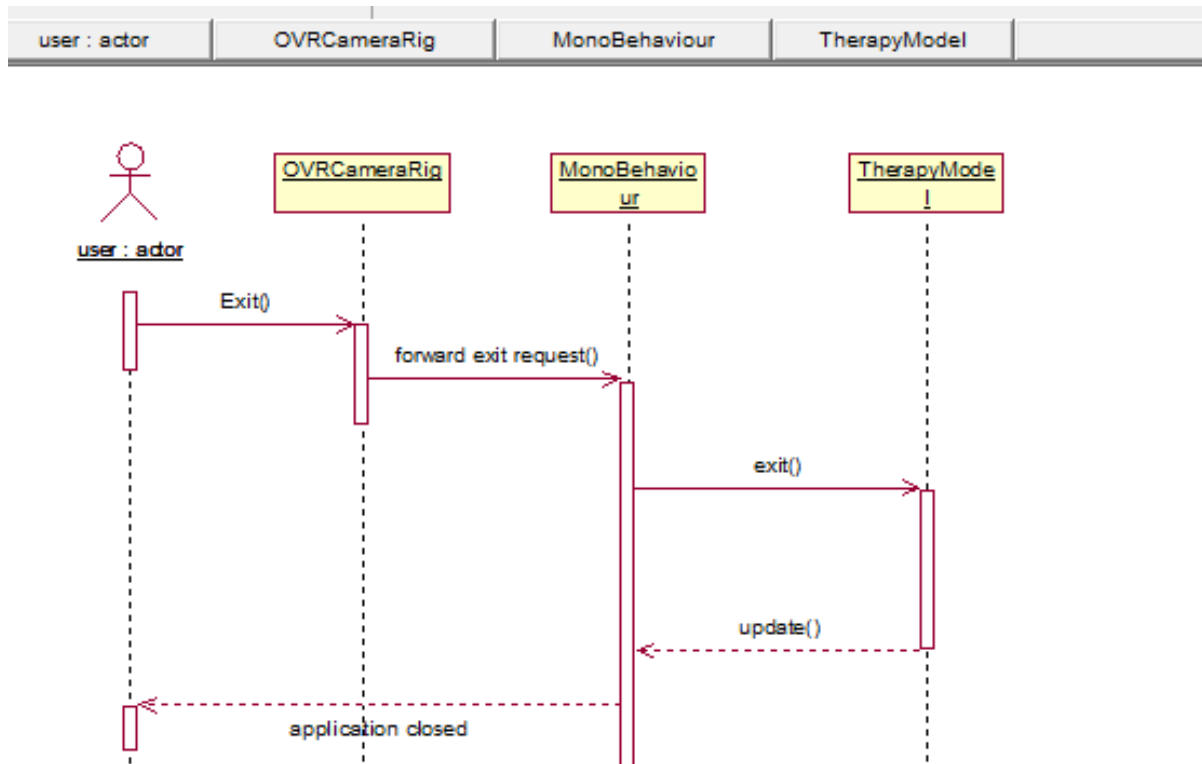 user : actor
OVRCameraRig
MonoBehaviour
TherapyModel
OVRCameraRig
MonoBehavio
ur
TherapyMode
l
user : actor
Exit()
forward exit request()
exit()
update()
application closed